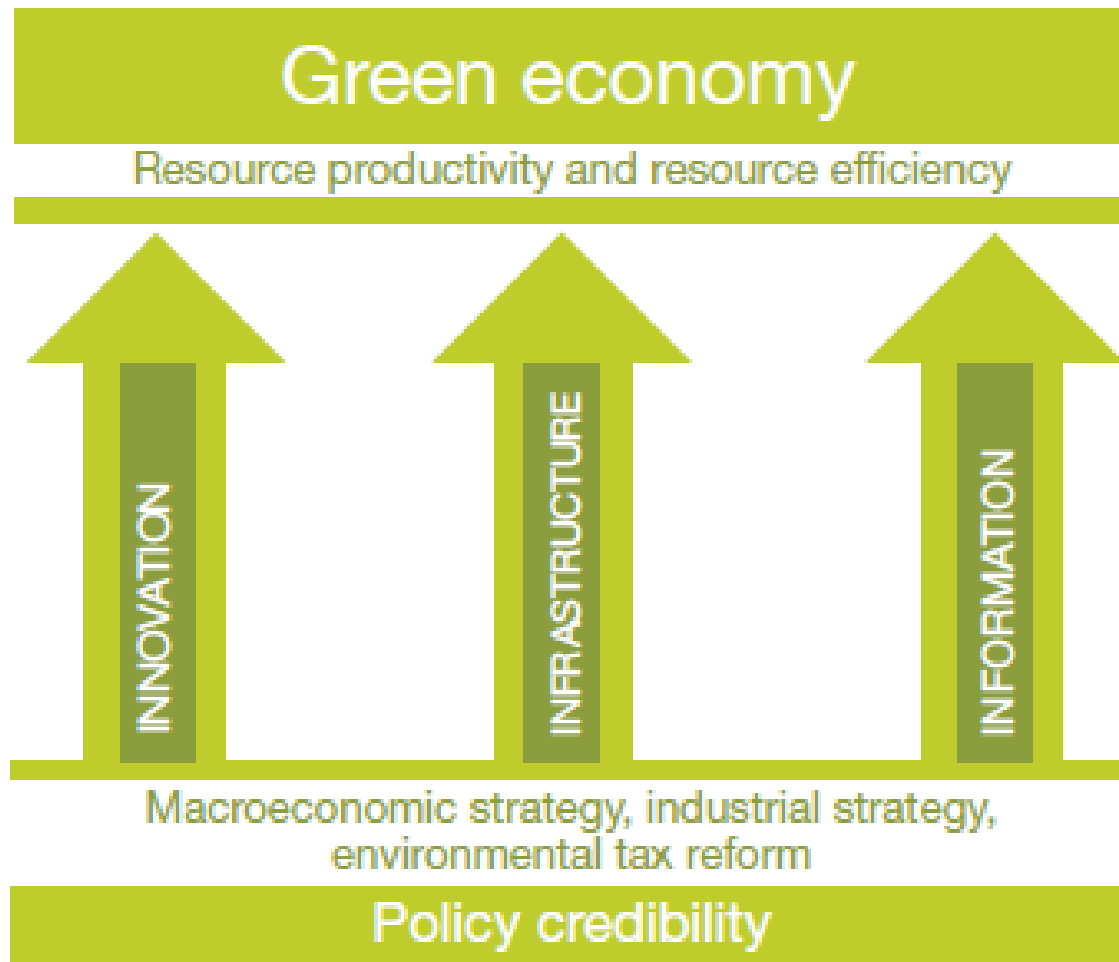 Green economy
Resource productivity and resource efficiency
INNOVATION
INFRASTRUCTURE
INFORMATION
Macroeconomic strategy, industrial strategy,
environmental tax reform
Policy credibility